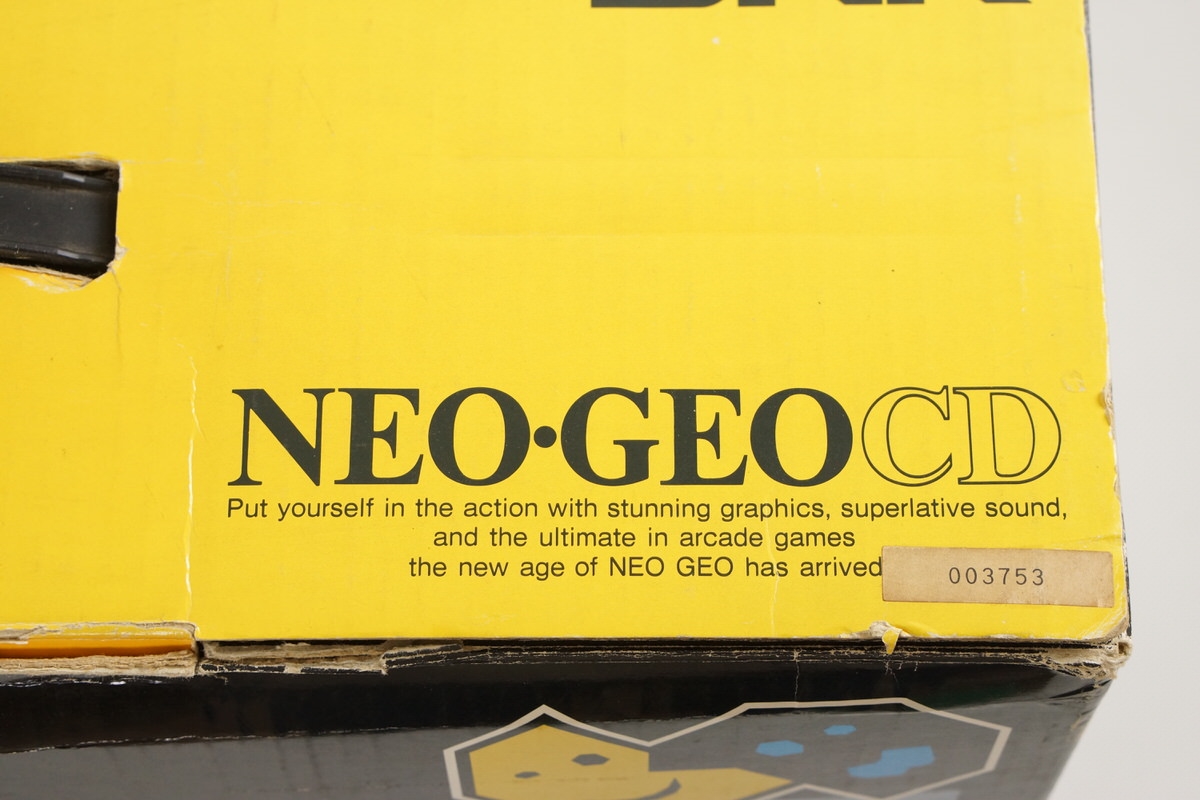 NEO•GEO CD
Put yourself in the action with stunning graphics, superlative sound,
and the ultimate in arcade games
the new age of NEO GEO has arrived
003753